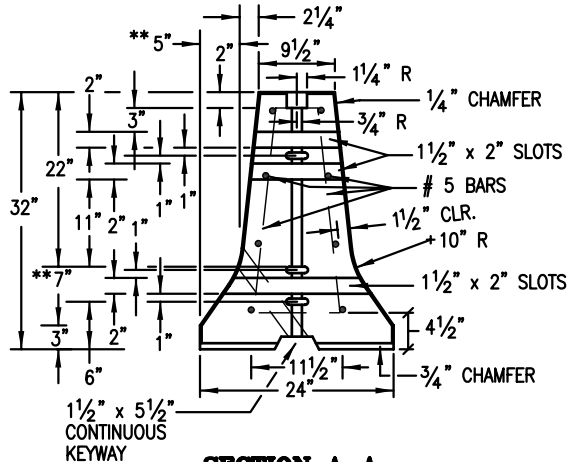 2¼"
**5"
9½"
2"
1¼" R
2"
¼" CHAMFER
3"
¾" R
1½" x 2" SLOTS
22"
1"
# 5 BARS
1"
32"
11"
2"
1"
1½" CLR.
+10" R
**7"
1½" x 2" SLOTS
3"
2"
1"
4½"
6"
11½"
¾" CHAMFER
24"
1½" x 5½"
CONTINUOUS
KEYWAY